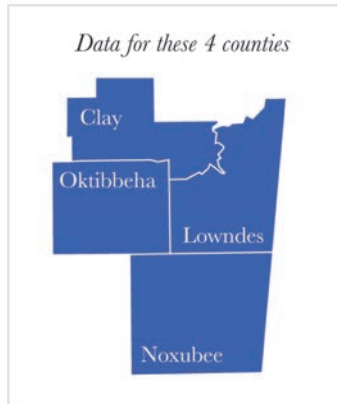 Data for these 4 counties
Clay
Oktibbeha
Lowndes
Noxubee